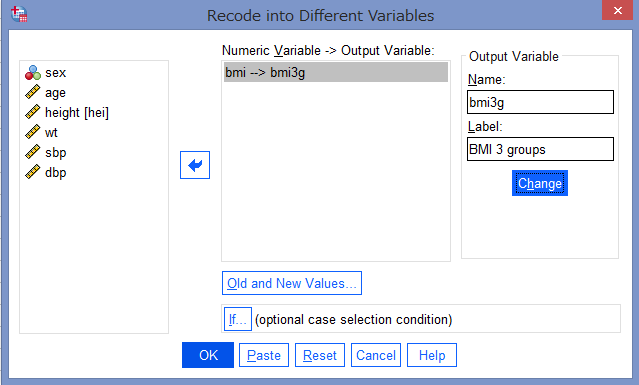 Recode into Different Variables
sex
age
height [hei]
wt
sbp
dbp
Numeric Variable -> Output Variable:
bmi --> bmi3g
Output Variable
Name:
bmi3g
Label:
BMI 3 groups
Change
Old and New Values...
If... (optional case selection condition)
OK Paste Reset Cancel Help